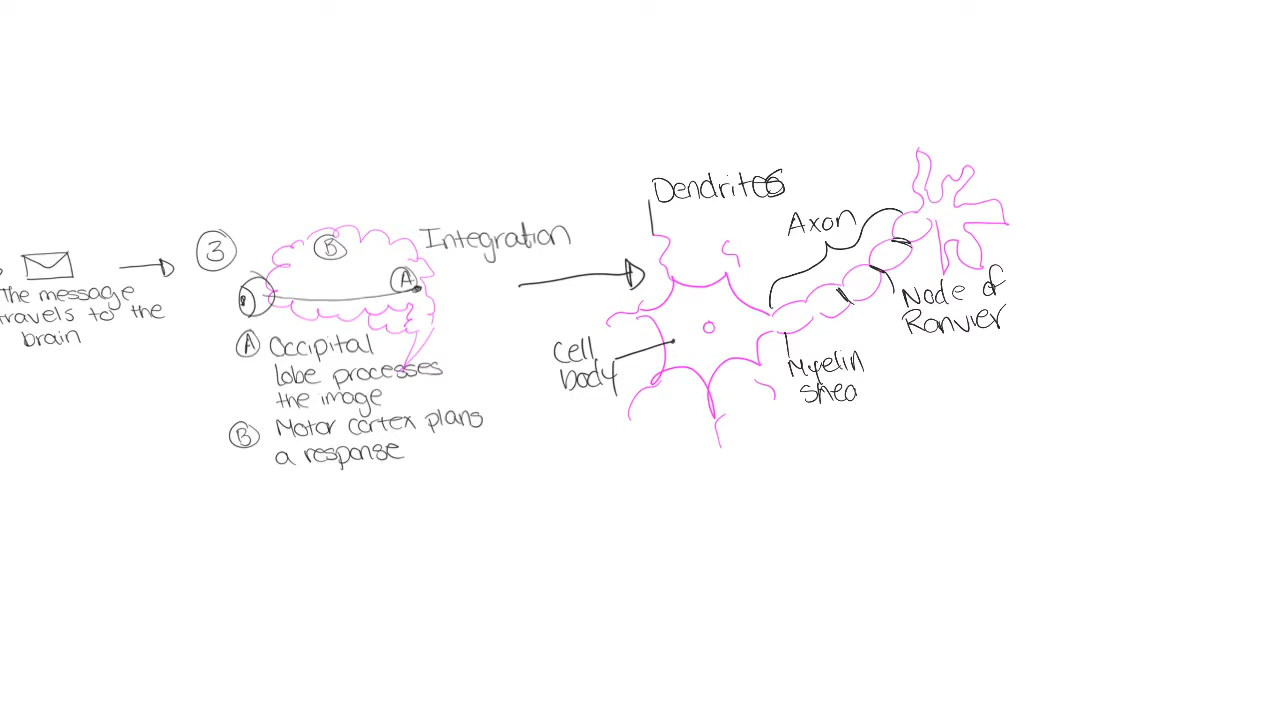 The message
travels to the
brain
3
B
A
Integration
A Occipital
lobe processes
the image
B Motor cortex plans
a response
Dendrites
Axon
Cell
body
Node of
Ranvier
Myelin
shea